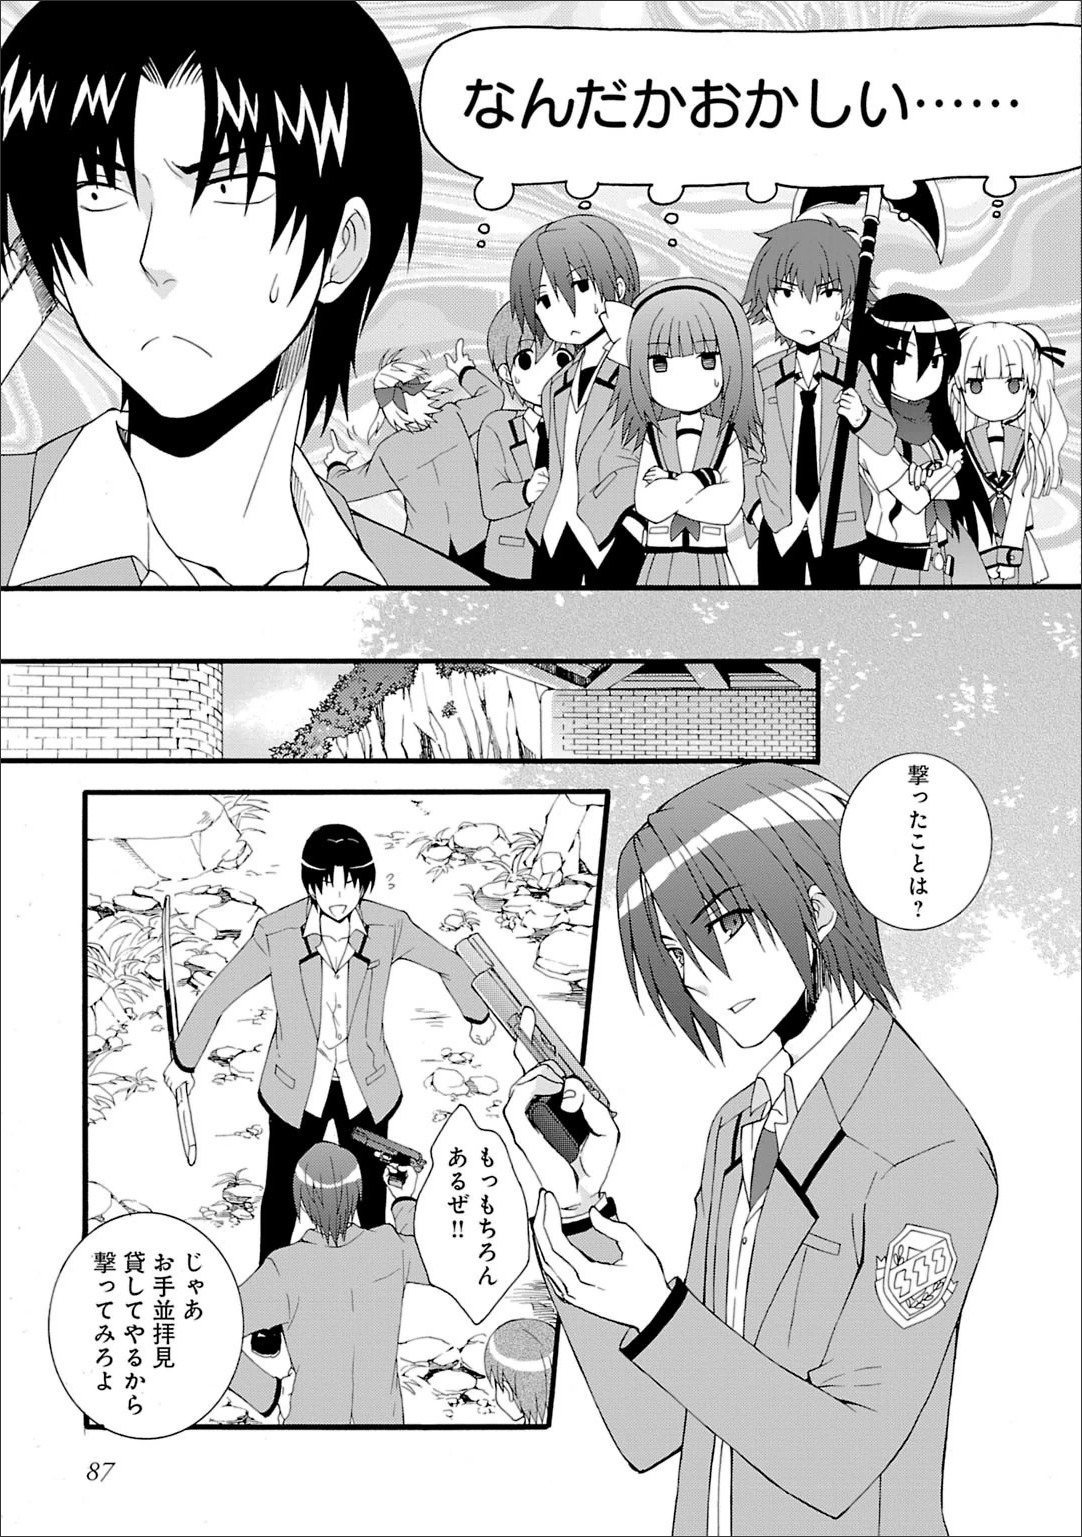 なんだかおかしい……
撃ったことは?
もっもちろん
あるぜ!!
じゃあ
お手並拝見
貸してやるから
撃ってみろよ
??
SSS
87